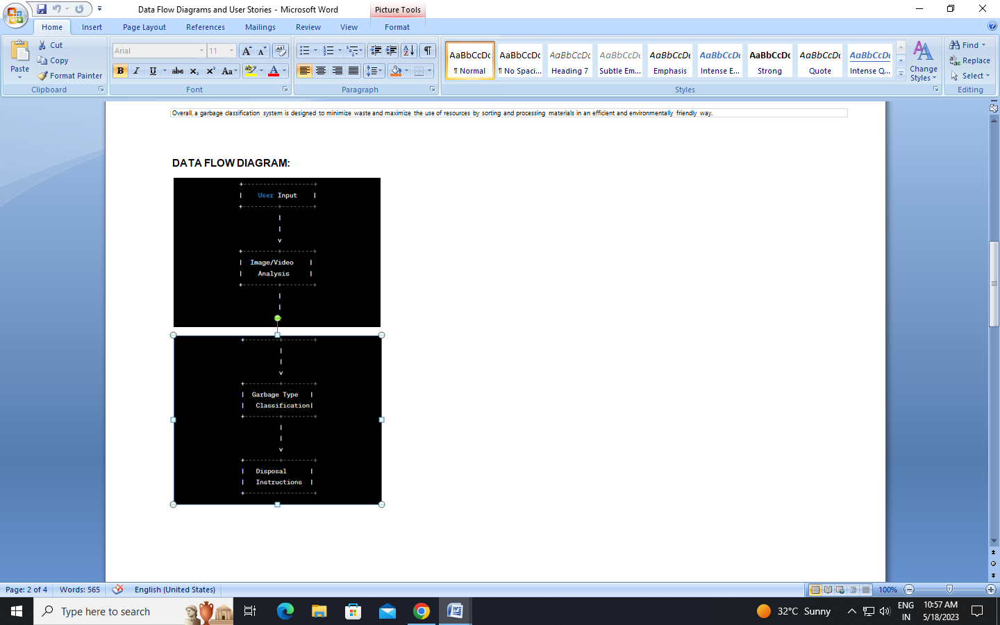 Data Flow Diagrams and User Stories - Microsoft Word
Picture Tools
Home
Insert
Page Layout
References
Mailings
Review
View
Format
Paste
Cut
Copy
Format Painter
Clipboard
Arial
11
B I U abc x₂ x² Aa
Font
Paragraph
AaBbCcDc
¶ Normal
AaBbCcDc
¶ No Spaci...
AaBbCcDc
Heading 7
AaBbCcDc
Subtle Em...
AaBbCcDc
Emphasis
AaBbCcDc
Intense E...
AaBbCcDc
Strong
AaBbCcDc
Quote
AaBbCcDc
Intense Q...
Styles
Change
Styles
Find
Replace
Select
Editing
Overall, a garbage classification system is designed to minimize waste and maximize the use of resources by sorting and processing materials in an efficient and environmentally friendly way.
DATA FLOW DIAGRAM:
User Input
Image/Video
Analysis
Garbage Type
Classification
Disposal
Instructions
Page: 2 of 4
Words: 565
English (United States)
100%
Type here to search
32°C Sunny
ENG
IN
10:57 AM
5/18/2023